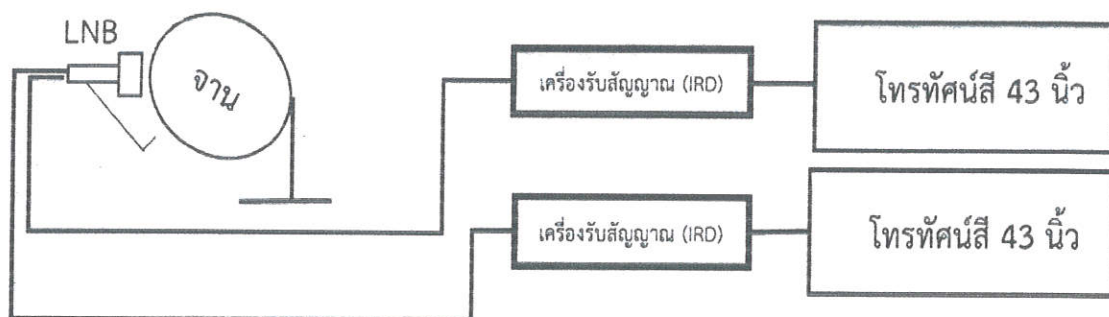 LNB
จาน
เครื่องรับสัญญาณ (IRD)
โทรทัศน์สี 43 นิ้ว
เครื่องรับสัญญาณ (IRD)
โทรทัศน์สี 43 นิ้ว